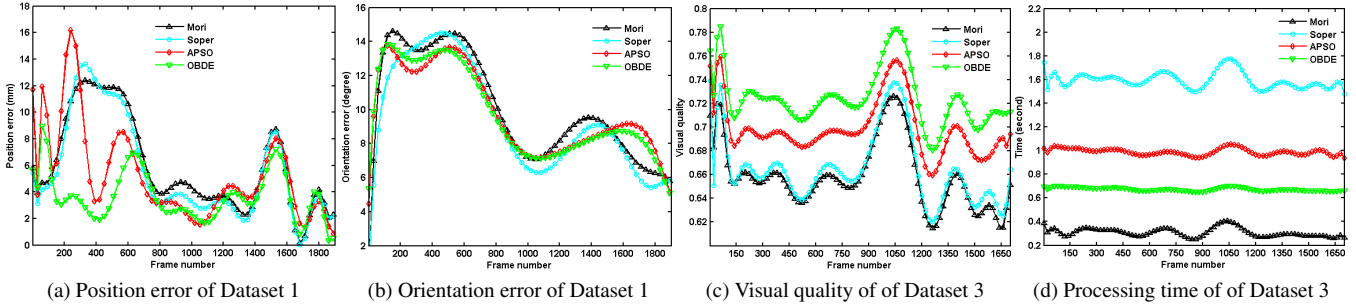 Position error (mm)
18
16
14
12
10
8
6
4
2
0
200 400 600 800 1000 1200 1400 1600 1800
Frame number
Mori
Soper
APSO
OBDE
(a) Position error of Dataset 1
Orientation error (degree)
16
14
12
10
8
6
4
2
200 400 600 800 1000 1200 1400 1600 1800
Frame number
Mori
Soper
APSO
OBDE
(b) Orientation error of Dataset 1
Visual quality
0.8
0.78
0.76
0.74
0.72
0.7
0.68
0.66
0.64
0.62
150 300 450 600 750 900 1050 1200 1350 1500 1650
Frame number
Mori
Soper
APSO
OBDE
(c) Visual quality of of Dataset 3
Time (second)
2.2
2
1.8
1.6
1.4
1.2
1
0.8
0.6
0.4
0.2
0
150 300 450 600 750 900 1050 1200 1350 1500 1650
Frame number
Mori
Soper
APSO
OBDE
(d) Processing time of of Dataset 3